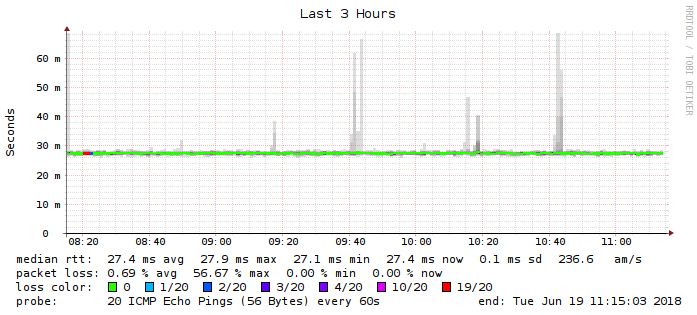 Last 3 Hours
RRDTOOL / TOBI OETIKER
Seconds
60 m
50 m
40 m
30 m
20 m
10 m
0
08:20 08:40 09:00 09:20 09:40 10:00 10:20 10:40 11:00
median rtt: 27.4 ms avg 27.9 ms max 27.1 ms min 27.4 ms now 0.1 ms sd 236.6 am/s
packet loss: 0.69 % avg 56.67 % max 0.00 % min 0.00 % now
loss color: 0 1/20 2/20 3/20 4/20 10/20 19/20
probe: 20 ICMP Echo Pings (56 Bytes) every 60s end: Tue Jun 19 11:15:03 2018